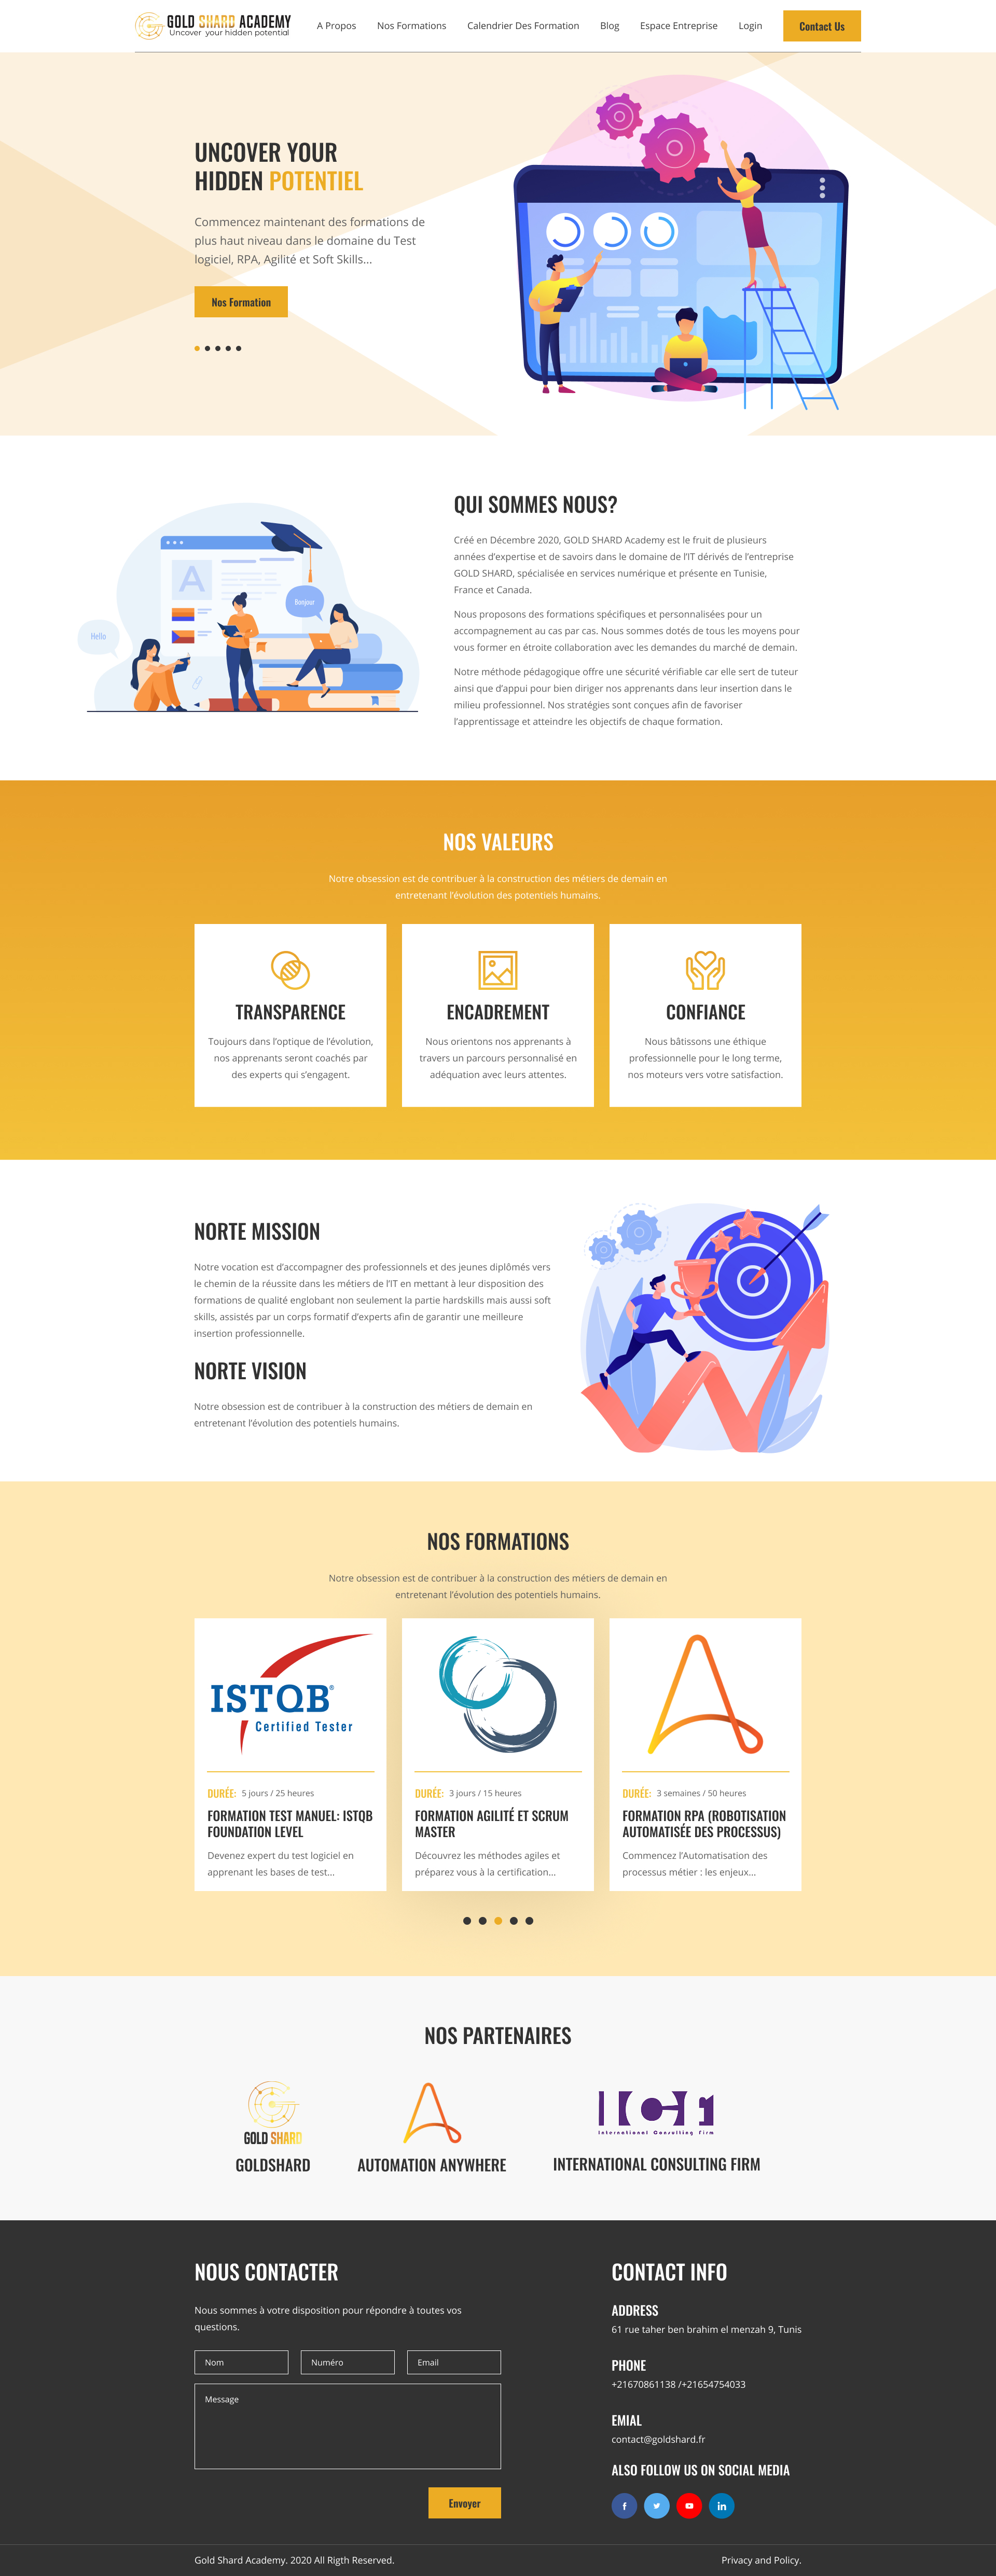 GOLD SHARD ACADEMY
Uncover your hidden potential
A Propos
Nos Formations
Calendrier Des Formation
Blog
Espace Entreprise
Login
Contact Us
UNCOVER YOUR
HIDDEN POTENTIEL
Commencez maintenant des formations de
plus haut niveau dans le domaine du Test
logiciel, RPA, Agilité et Soft Skills...
Nos Formation
QUI SOMMES NOUS?
A
Bonjour
Hello
Créé en Décembre 2020, GOLD SHARD Academy est le fruit de plusieurs
années d'expertise et de savoirs dans le domaine de l'IT dérivés de l'entreprise
GOLD SHARD, spécialisée en services numérique et présente en Tunisie,
France et Canada.
Nous proposons des formations spécifiques et personnalisées pour un
accompagnement au cas par cas. Nous sommes dotés de tous les moyens pour
vous former en étroite collaboration avec les demandes du marché de demain.
Notre méthode pédagogique offre une sécurité vérifiable car elle sert de tuteur
ainsi que d'appui pour bien diriger nos apprenants dans leur insertion dans le
milieu professionnel. Nos stratégies sont conçues afin de favoriser
l'apprentissage et atteindre les objectifs de chaque formation.
NOS VALEURS
Notre obsession est de contribuer à la construction des métiers de demain en
entretenant l'évolution des potentiels humains.
TRANSPARENCE
Toujours dans l'optique de l'évolution,
nos apprenants seront coachés par
des experts qui s'engagent.
ENCADREMENT
Nous orientons nos apprenants à
travers un parcours personnalisé en
adéquation avec leurs attentes.
CONFIANCE
Nous bâtissons une éthique
professionnelle pour le long terme,
nos moteurs vers votre satisfaction.
NORTE MISSION
Notre vocation est d'accompagner des professionnels et des jeunes diplômés vers
le chemin de la réussite dans les métiers de l'IT en mettant à leur disposition des
formations de qualité englobant non seulement la partie hardskills mais aussi soft
skills, assistés par un corps formatif d'experts afin de garantir une meilleure
insertion professionnelle.
NORTE VISION
Notre obsession est de contribuer à la construction des métiers de demain en
entretenant l'évolution des potentiels humains.
NOS FORMATIONS
Notre obsession est de contribuer à la construction des métiers de demain en
entretenant l'évolution des potentiels humains.
ISTQB®
Certified Tester
DURÉE: 5 jours / 25 heures
FORMATION TEST MANUEL: ISTQB
FOUNDATION LEVEL
Devenez expert du test logiciel en
apprenant les bases de test...
DURÉE: 3 jours / 15 heures
FORMATION AGILITÉ ET SCRUM
MASTER
Découvrez les méthodes agiles et
préparez vous à la certification...
DURÉE: 3 semaines / 50 heures
FORMATION RPA (ROBOTISATION
AUTOMATISÉE DES PROCESSUS)
Commencez l'Automatisation des
processus métier : les enjeux...
NOS PARTENAIRES
GOLD SHARD
GOLDSHARD
AUTOMATION ANYWHERE
International Consulting Firm
INTERNATIONAL CONSULTING FIRM
NOUS CONTACTER
Nous sommes à votre disposition pour répondre à toutes vos
questions.
Nom
Numéro
Email
Message
Envoyer
CONTACT INFO
ADDRESS
61 rue taher ben brahim el menzah 9, Tunis
PHONE
+21670861138 /+21654754033
EMIAL
contact@goldshard.fr
ALSO FOLLOW US ON SOCIAL MEDIA
Gold Shard Academy. 2020 All Rigth Reserved.
Privacy and Policy.